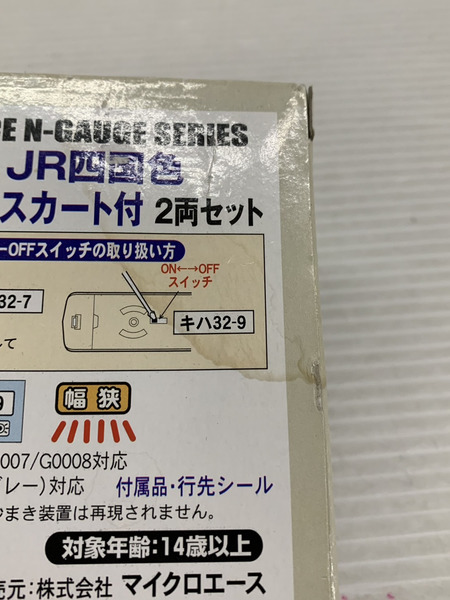 N-GAUGE SERIES
JR四国色
スカート付 2両セット
OFFスイッチの取り扱い方
ON←→OFF
スイッチ
32-7
キハ32-9
して
9
幅狭
007/G0008対応
グレー)対応 付属品・行先シール
やまき装置は再現されません。
対象年齢:14歳以上
売元:株式会社 マイクロエース